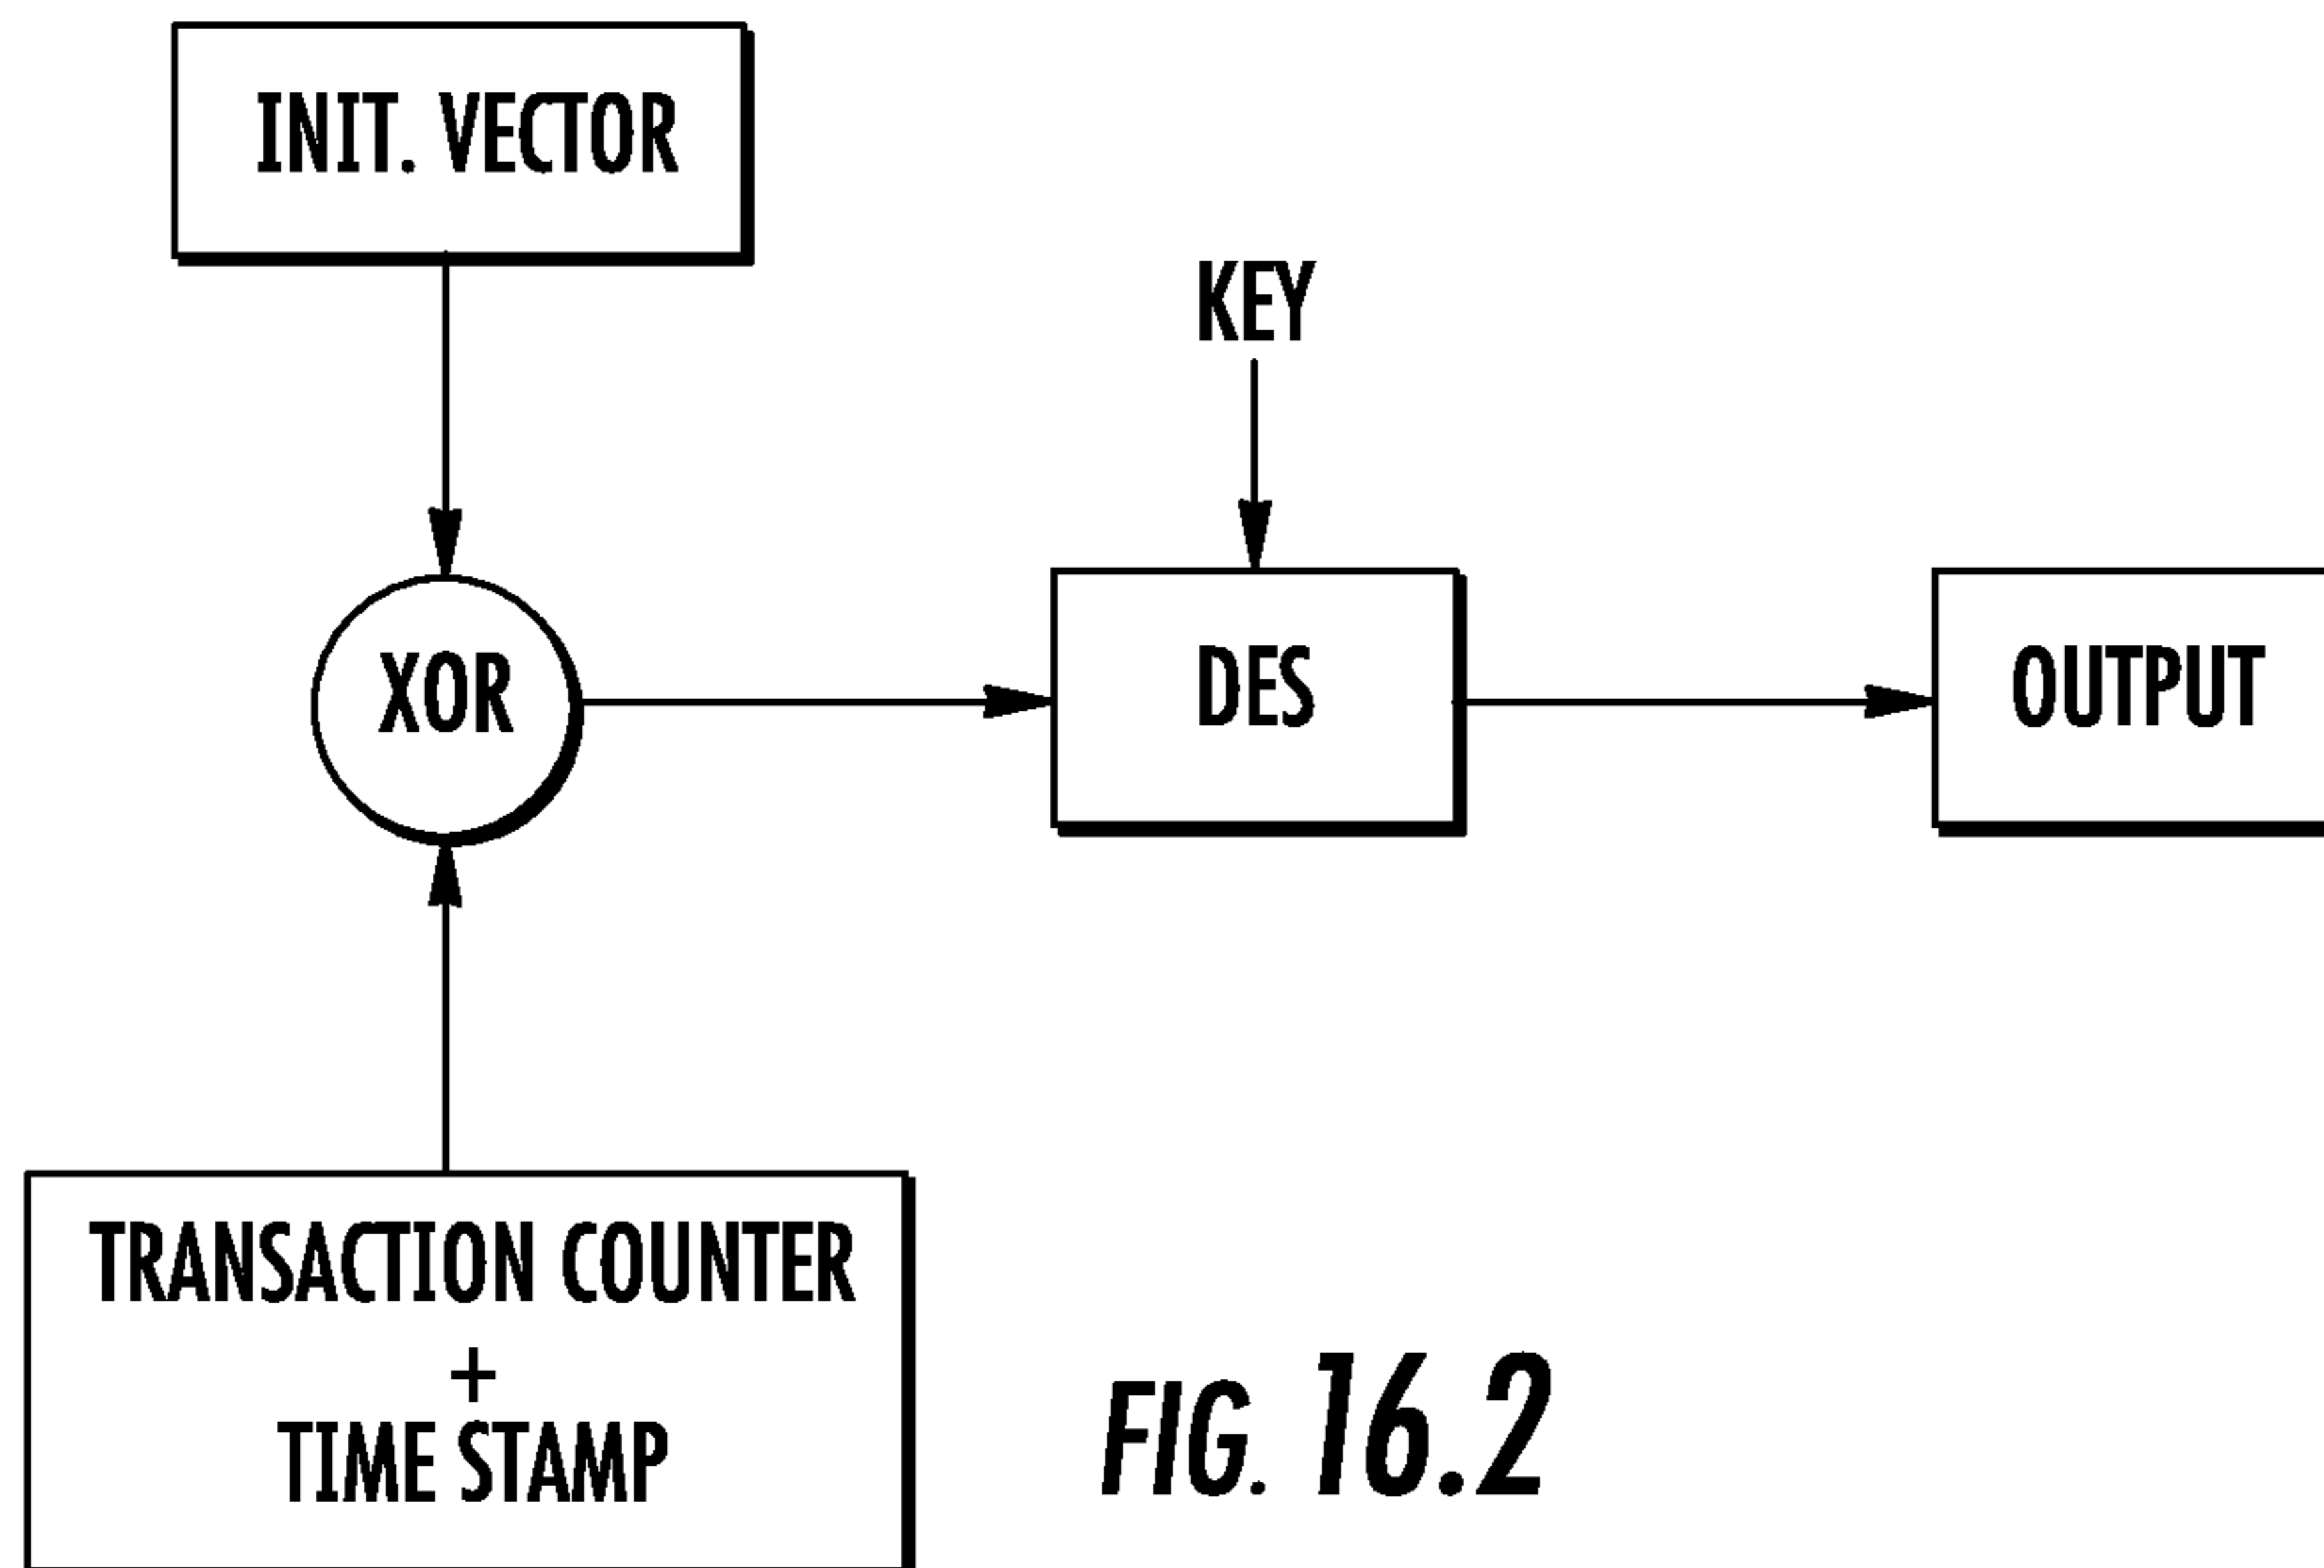 INIT. VECTOR
KEY
XOR
DES
OUTPUT
TRANSACTION COUNTER
+
TIME STAMP
FIG. 16.2